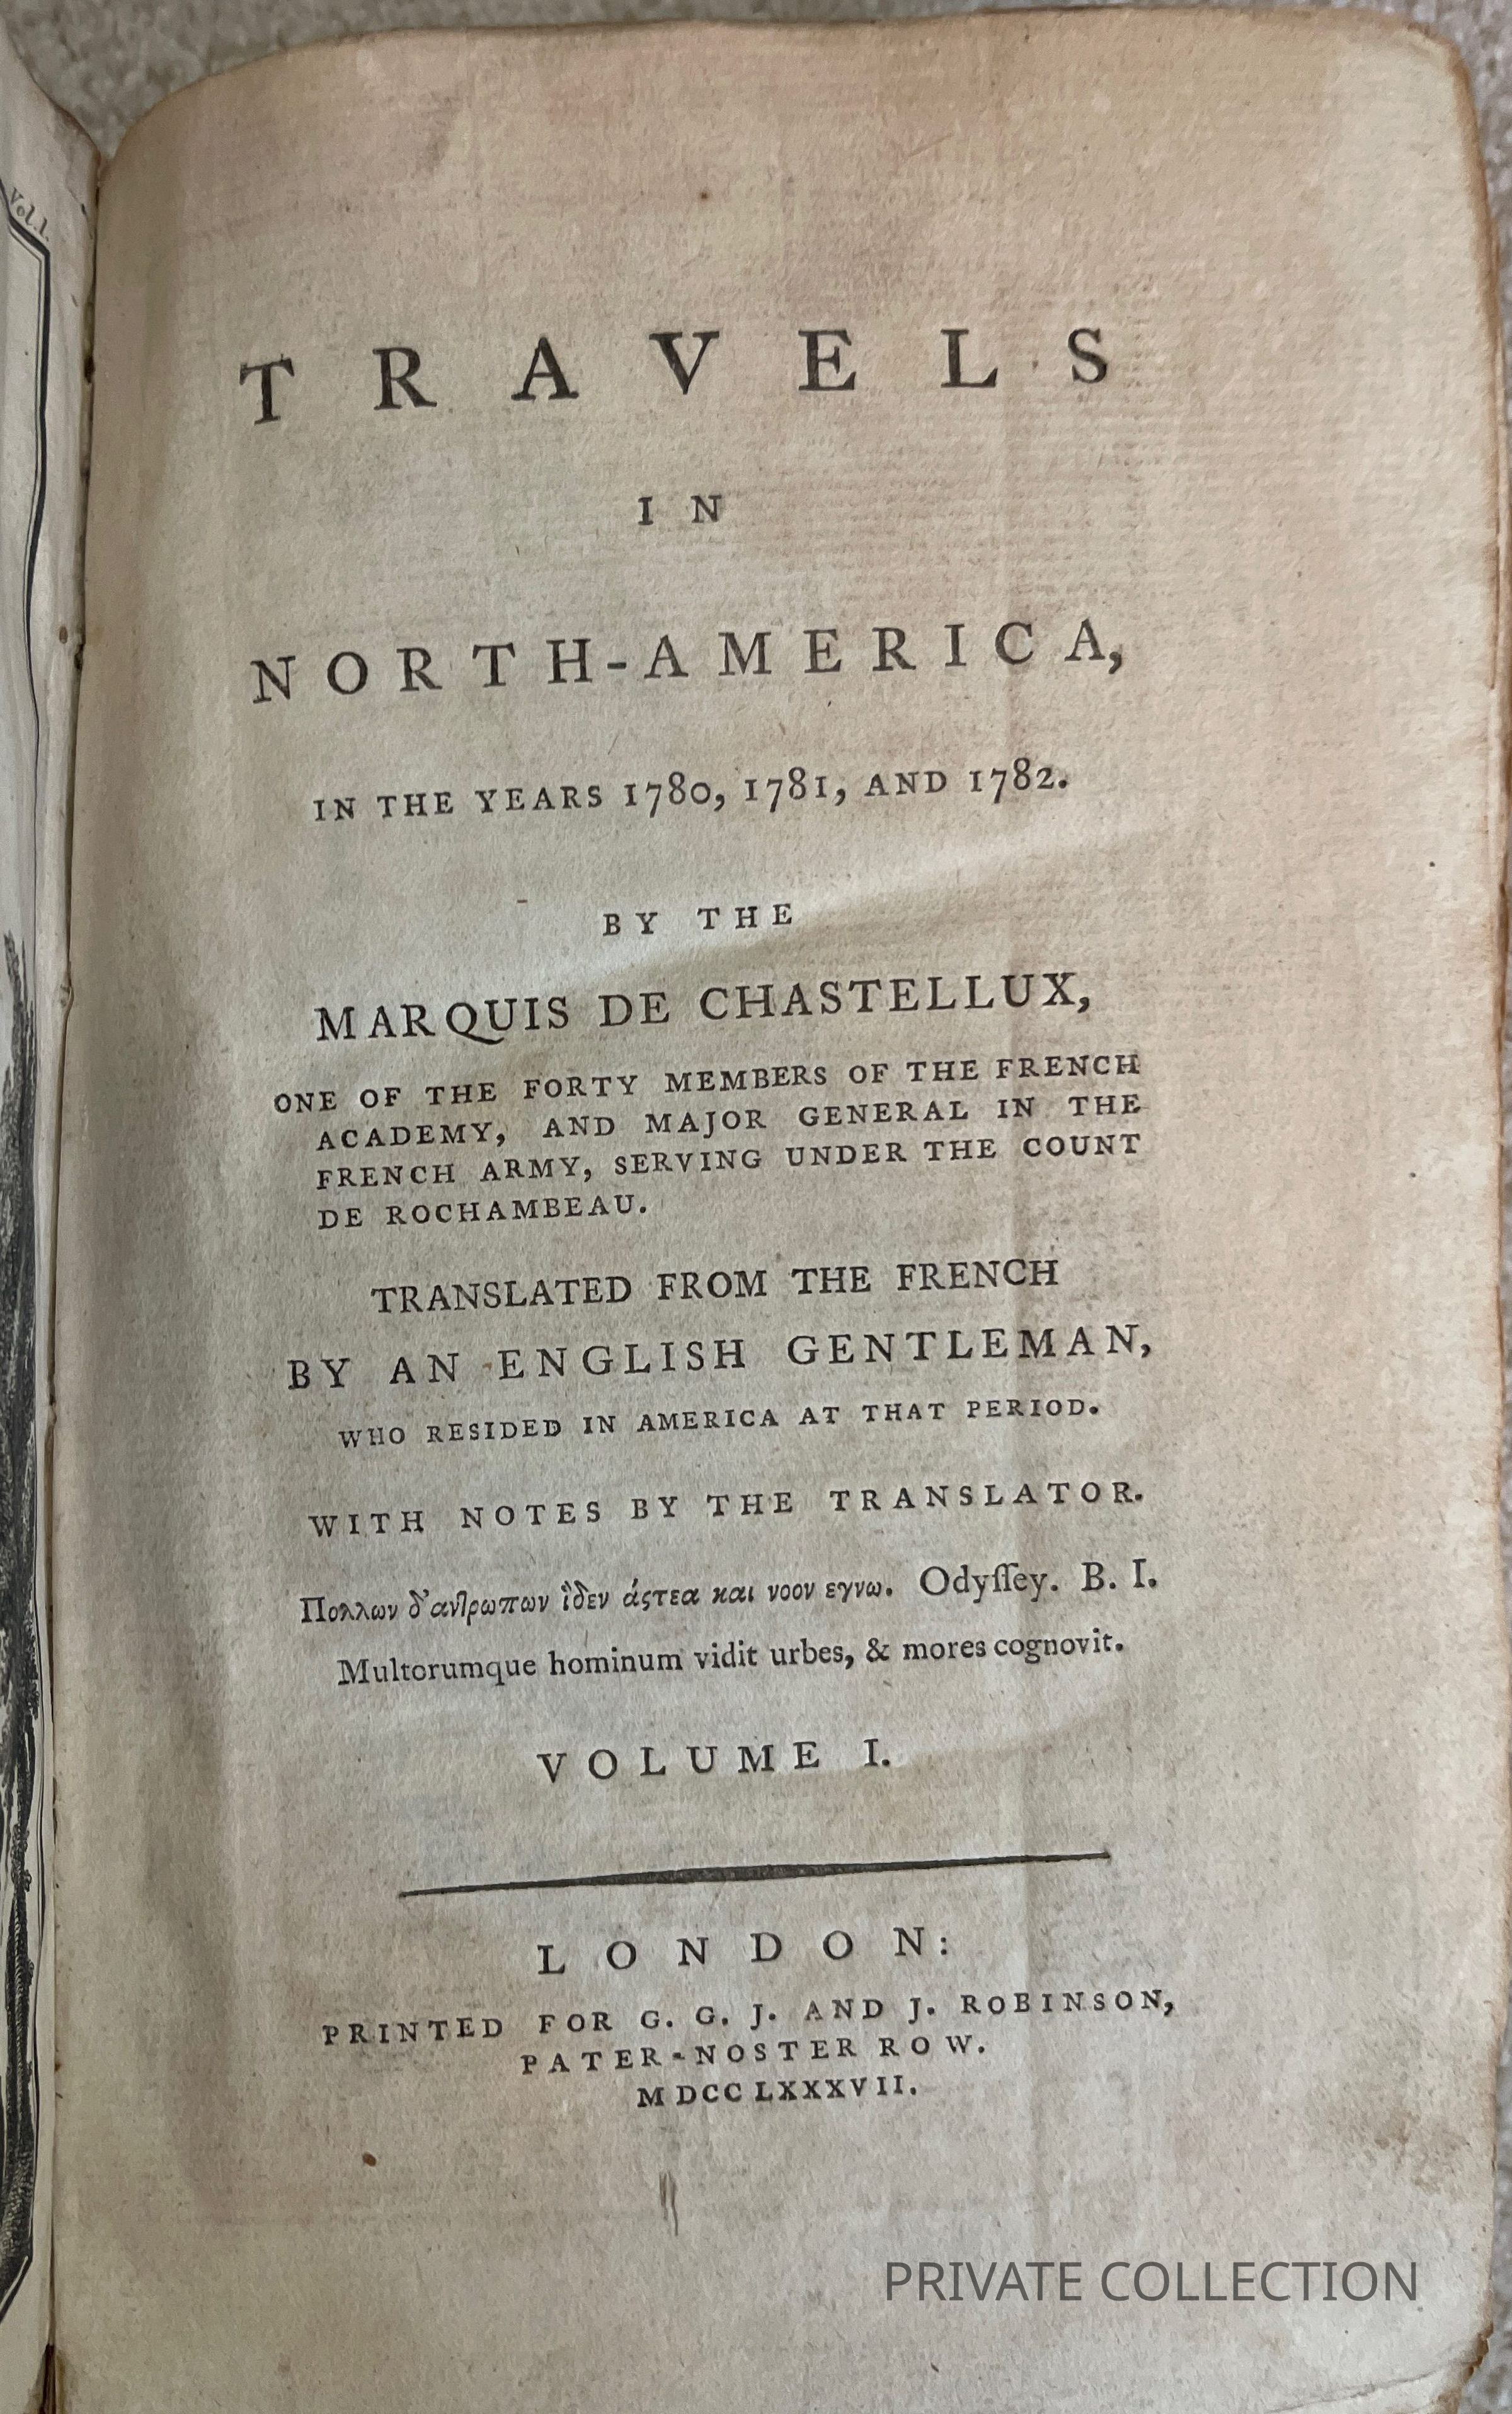 Vol.1.
TRAVELS
IN
NORTH-AMERICA,
IN THE YEARS 1780, 1781, AND 1782.
BY THE
MARQUIS DE CHASTELLUX,
ONE OF THE FORTY MEMBERS OF THE FRENCH
ACADEMY, AND MAJOR GENERAL IN THE
FRENCH ARMY, SERVING UNDER THE COUNT
DE ROCHAMBEAU.
TRANSLATED FROM THE FRENCH
BY AN ENGLISH GENTLEMAN,
WHO RESIDED IN AMERICA AT THAT PERIOD.
WITH NOTES BY THE TRANSLATOR.
Πολλων δ'ανθρωπων ἴδεν ἄςτεα και νοον εγνω. Odyſſey. B. I.
Multorumque hominum vidit urbes, & mores cognovit.
VOLUME I.
LONDON:
PRINTED FOR G. G. J. AND J. ROBINSON,
PATER-NOSTER ROW.
MDCCLXXXVII.
PRIVATE COLLECTION